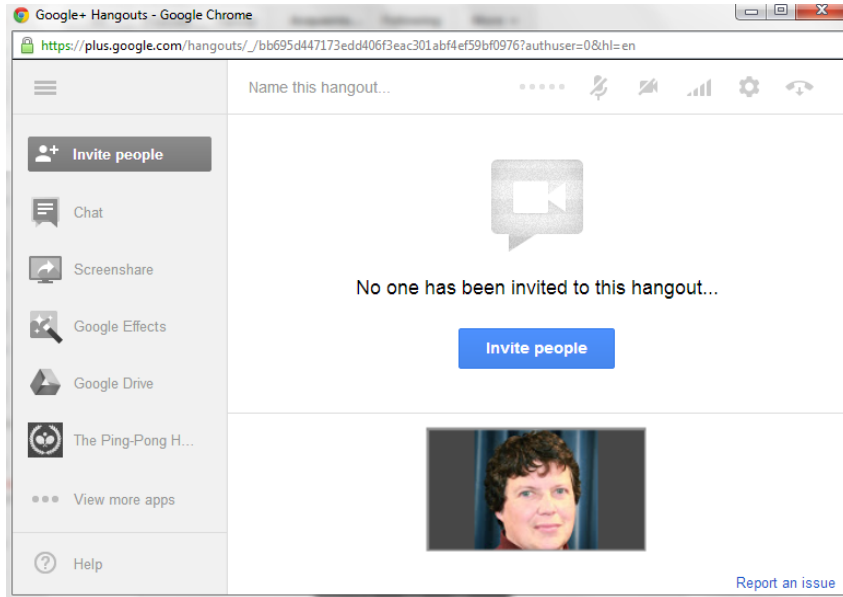 Google+ Hangouts - Google Chrome
https://plus.google.com/hangouts/_/bb695d447173edd406f3eac301abf4ef59bf0976?authuser=0&hl=en
Name this hangout...
Invite people
Chat
Screenshare
Google Effects
Google Drive
The Ping-Pong H...
View more apps
Help
No one has been invited to this hangout...
Invite people
Report an issue